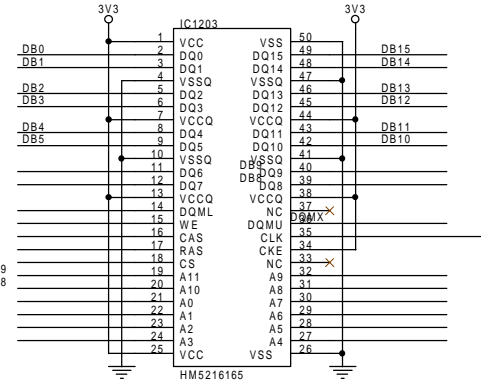 3V3 3V3
IC1203
1 VCC VSS 50
DB0 2 DQ0 DQ15 49 DB15
DB1 3 DQ1 DQ14 48 DB14
4 VSSQ VSSQ 47
DB2 5 DQ2 DQ13 46 DB13
DB3 6 DQ3 DQ12 45 DB12
7 VCCQ VCCQ 44
DB4 8 DQ4 DQ11 43 DB11
DB5 9 DQ5 DQ10 42 DB10
10 VSSQ VSSQ 41
DB9
11 DQ6 DQ9 40
DB8
12 DQ7 DQ8 39
13 VCCQ VCCQ 38
14 DQML NC 37
DQMX
15 WE DQMU
16 CAS CLK 35
17 RAS CKE 34
18 CS NC 33
9
19 A11 A9 32
8
20 A10 A8 31
21 A0 A7 30
22 A1 A6 29
23 A2 A5 28
24 A3 A4 27
25 VCC VSS 26
HM5216165